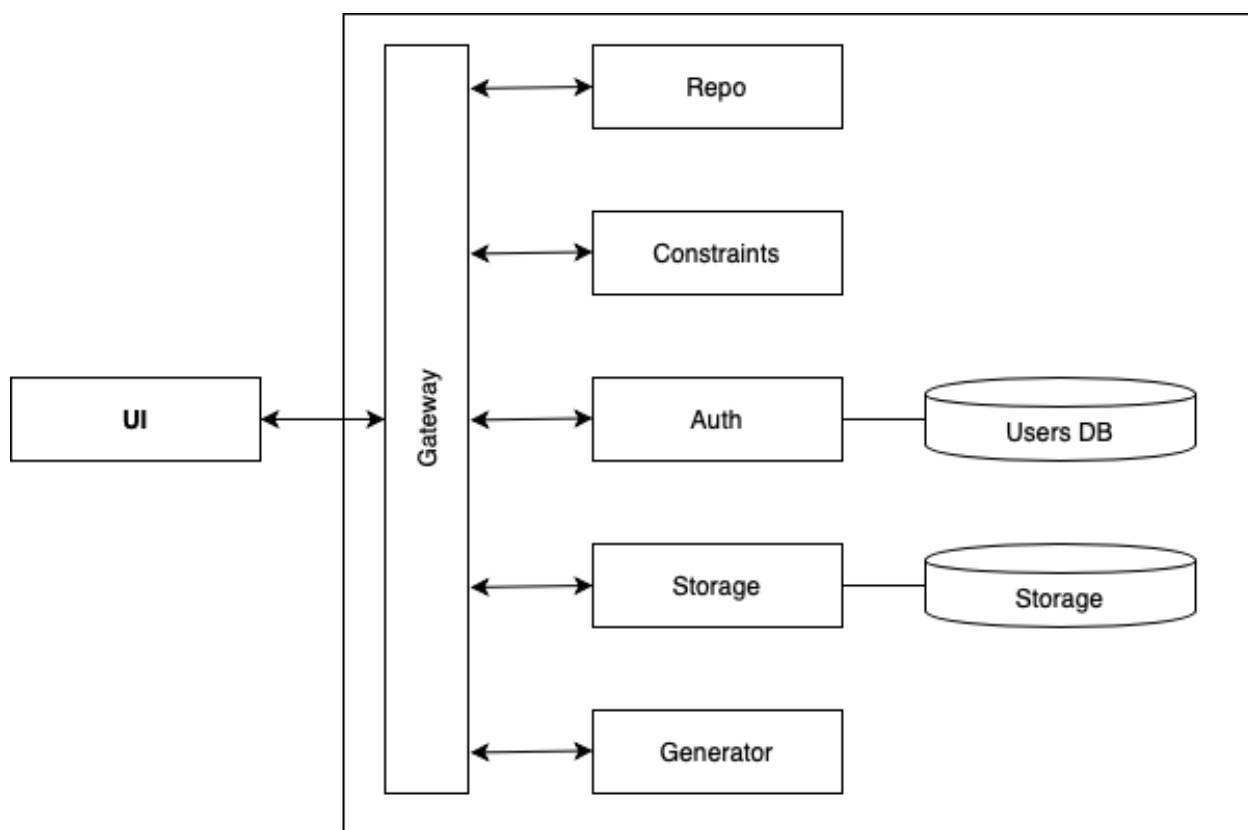 Repo
Constraints
UI
Gateway
Auth
Users DB
Storage
Storage
Generator